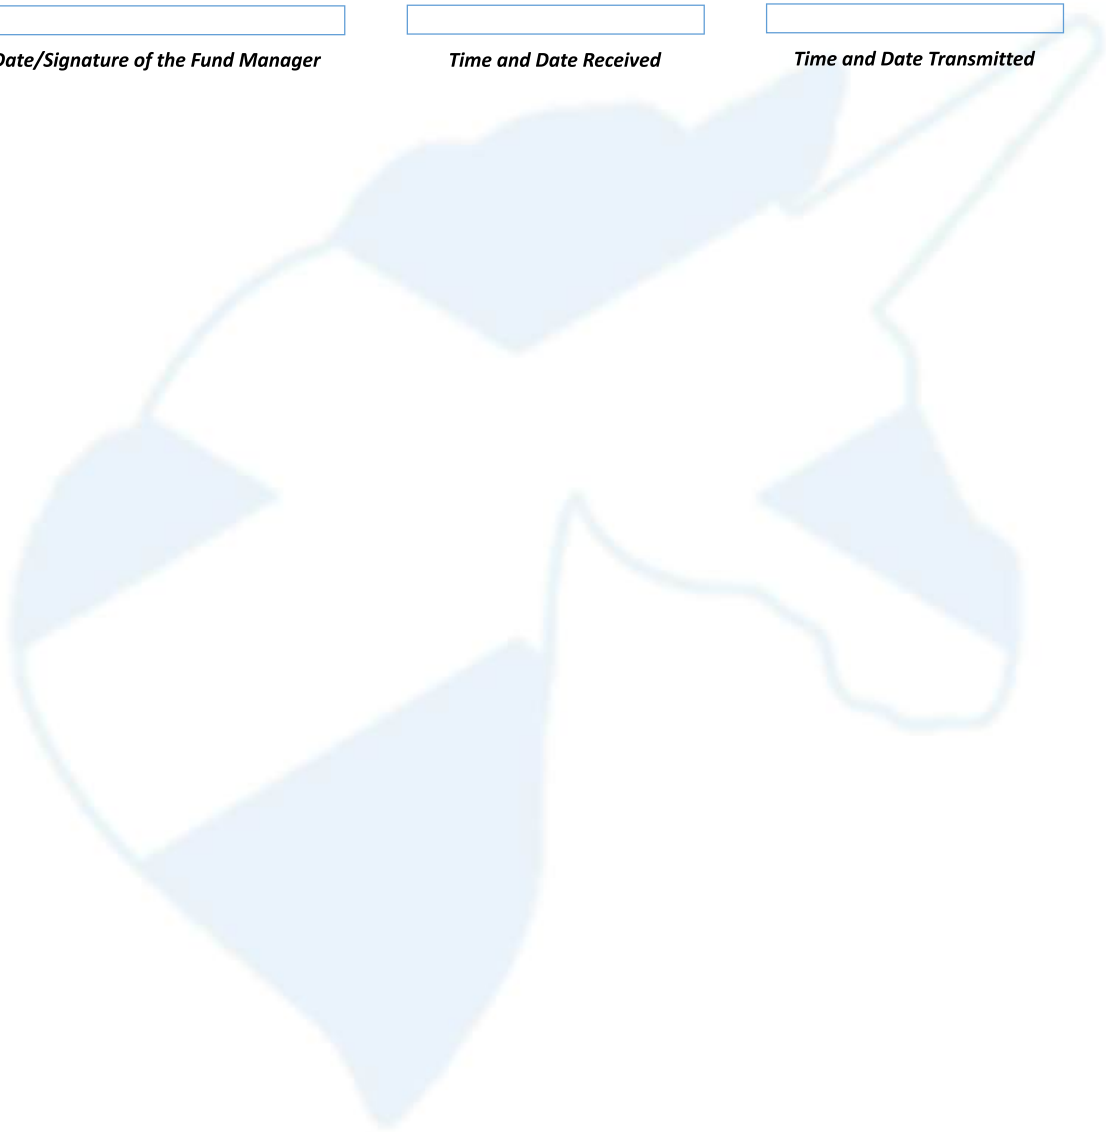 Date/Signature of the Fund Manager
Time and Date Received
Time and Date Transmitted